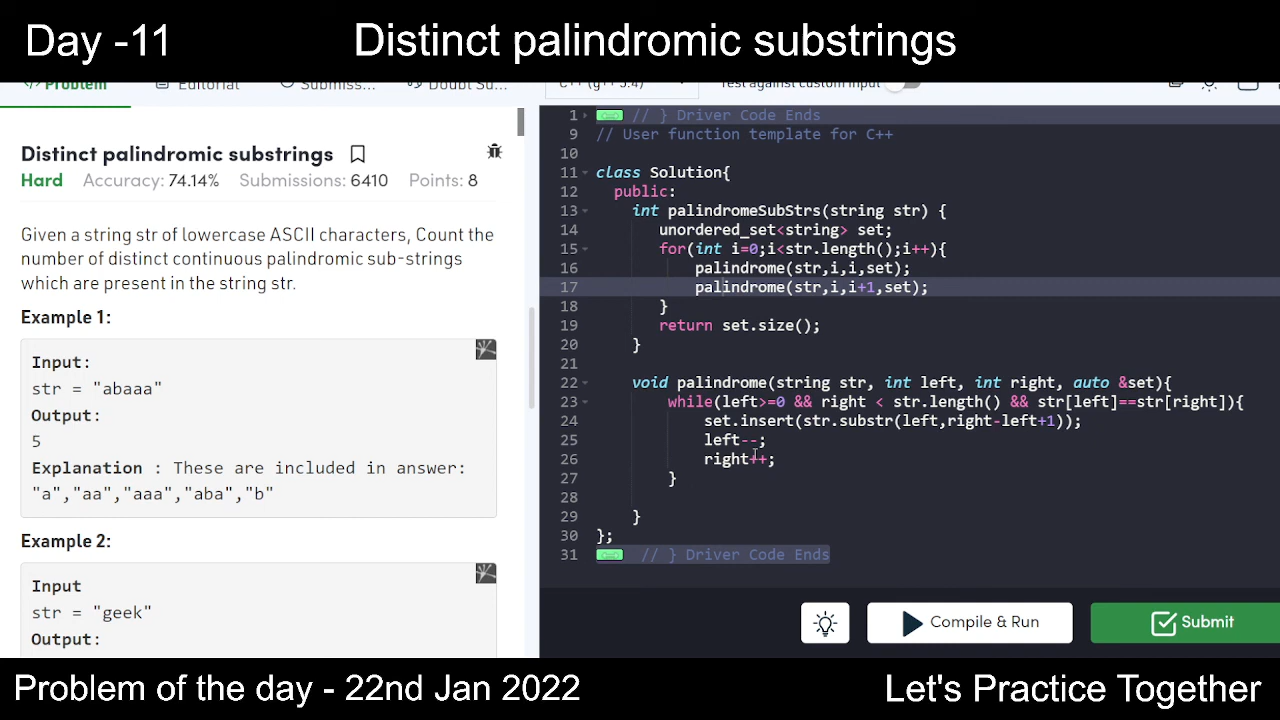 Day -11
Distinct palindromic substrings
</> Problem
Editorial
Submiss...
Doubt Su...
C++ (g++ 5.4)
Test against custom input
Distinct palindromic substrings
Hard Accuracy: 74.14% Submissions: 6410 Points: 8
Given a string str of lowercase ASCII characters, Count the
number of distinct continuous palindromic sub-strings
which are present in the string str.
Example 1:
Input:
str = "abaaa"
Output:
5
Explanation : These are included in answer:
"a","aa","aaa","aba","b"
Example 2:
Input
str = "geek"
Output:
1 // } Driver Code Ends
9 // User function template for C++
10
11 class Solution{
12 public:
13 int palindromeSubStrs(string str) {
14 unordered_set<string> set;
15 for(int i=0;i<str.length();i++){
16 palindrome(str,i,i,set);
17 palindrome(str,i,i+1,set);
18 }
19 return set.size();
20 }
21
22 void palindrome(string str, int left, int right, auto &set){
23 while(left>=0 && right < str.length() && str[left]==str[right]){
24 set.insert(str.substr(left,right-left+1));
25 left--;
26 right++;
27 }
28
29 }
30 };
31 // } Driver Code Ends
Compile & Run
Submit
Problem of the day - 22nd Jan 2022
Let's Practice Together